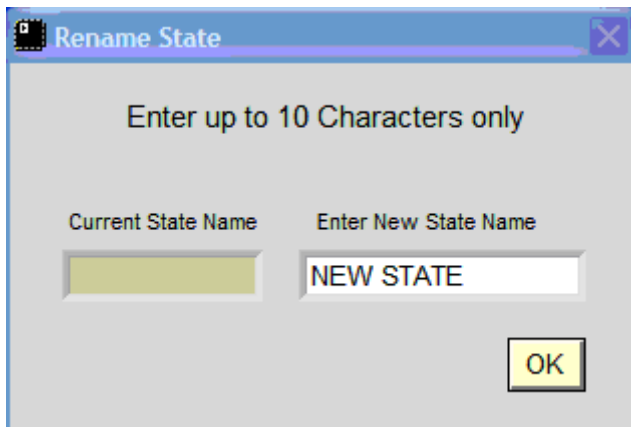 Rename State
Enter up to 10 Characters only
Current State Name
Enter New State Name
NEW STATE
OK